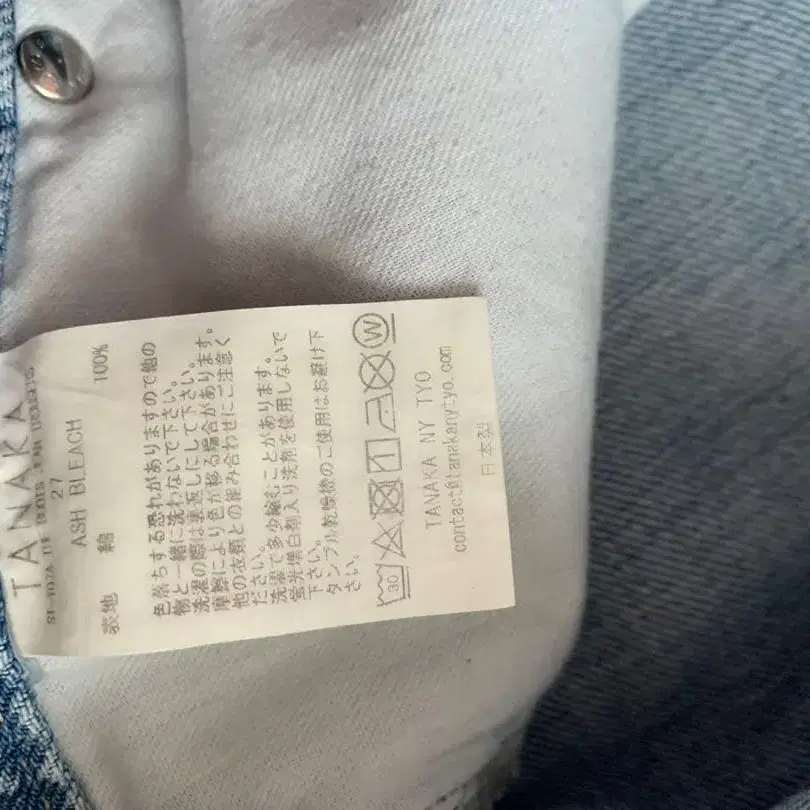 TANAKA
THE BOOTS JEAN TROUSERS
27
ASH BLEACH
表地 綿 100%
色落ちする恐れがありますので他の
物と一緒に洗わないで下さい。
洗濯の際は裏返しにして下さい。
摩擦により色が移る場合があります。
他の衣類との組み合わせにご注意く
ださい。
洗濯で多少縮むことがあります。
蛍光増白剤入り洗剤を使用しないで
下さい。
タンブル乾燥機のご使用はお避け下
さい。
30 W
TANAKA NY TYO
contact@tanakanytyo.com
日本製